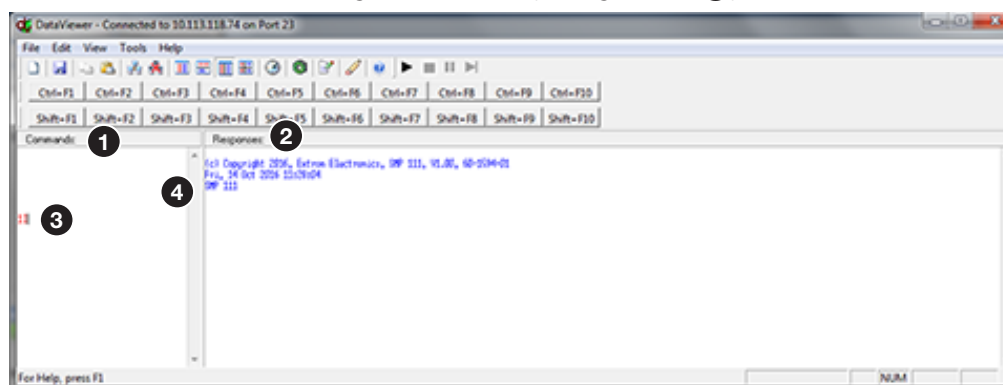 DataViewer - Connected to 10.113.118.74 on Port 23
File Edit View Tools Help
Ctrl+F1 Ctrl+F2 Ctrl+F3 Ctrl+F4 Ctrl+F5 Ctrl+F6 Ctrl+F7 Ctrl+F8 Ctrl+F9 Ctrl+F10
Shift+F1 Shift+F2 Shift+F3 Shift+F4 Shift+F5 Shift+F6 Shift+F7 Shift+F8 Shift+F9 Shift+F10
Commands: 1 Responses: 2
(c) Copyright 2016, Extron Electronics, SMP 111, V1.00, 60-1594-01
Fri, 14 Oct 2016
SMP 111
4
3
For Help, press F1 NUM